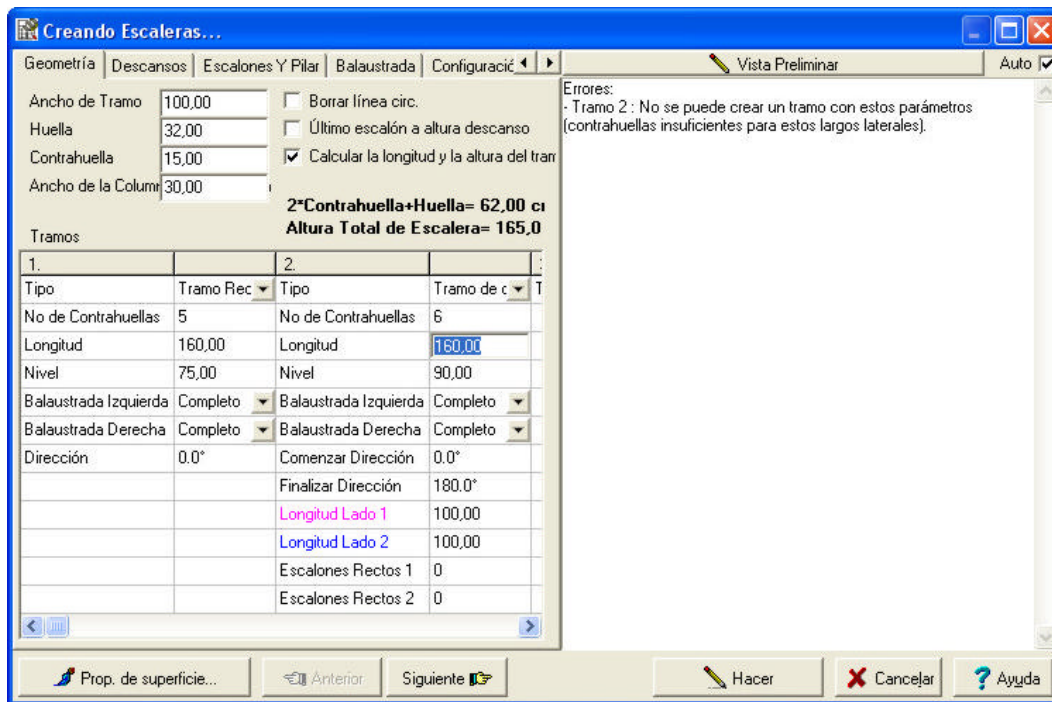 Creando Escaleras...
Geometría Descansos Escalones Y Pilar Balaustrada Configuració
Vista Preliminar Auto
Ancho de Tramo 100,00 Borrar línea circ.
Huella 32,00 Último escalón a altura descanso
Contrahuella 15,00 Calcular la longitud y la altura del tram
Ancho de la Column 30,00
2*Contrahuella+Huella= 62,00 cr
Altura Total de Escalera= 165,0
Tramos
1. 2.
Tipo Tramo Rec Tipo Tramo de c T
No de Contrahuellas 5 No de Contrahuellas 6
Longitud 160,00 Longitud 160,00
Nivel 75,00 Nivel 90,00
Balaustrada Izquierda Completo Balaustrada Izquierda Completo
Balaustrada Derecha Completo Balaustrada Derecha Completo
Dirección 0.0° Comenzar Dirección 0.0°
Finalizar Dirección 180.0°
Longitud Lado 1 100,00
Longitud Lado 2 100,00
Escalones Rectos 1 0
Escalones Rectos 2 0
Errores:
- Tramo 2 : No se puede crear un tramo con estos parámetros
(contrahuellas insuficientes para estos largos laterales).
Prop. de superficie... Anterior Siguiente Hacer Cancelar Ayuda